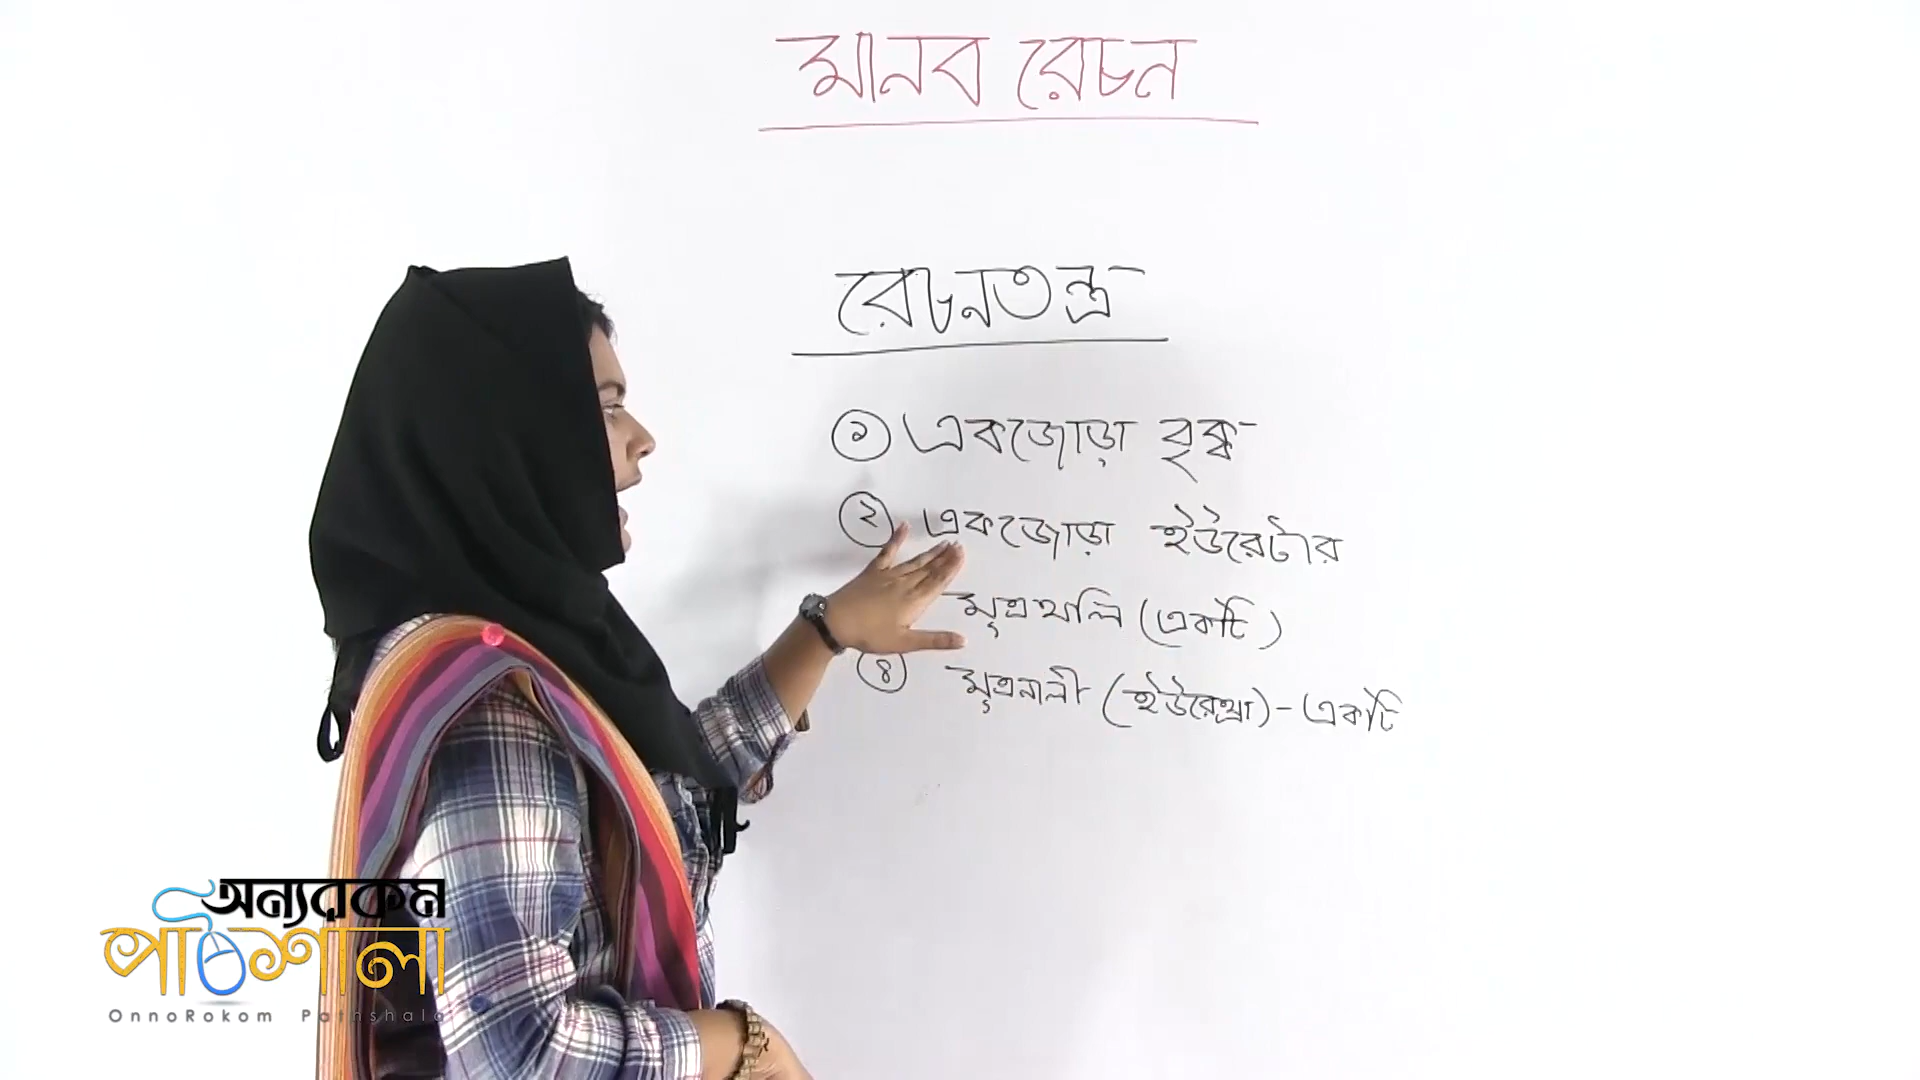 মানব রেচন
রেচনতন্ত্র
১ একজোড়া বৃক্ক
২ একজোড়া ইউরেটার
মূত্রথলি (একটি)
৪ মূত্রনালী (ইউরেথ্রা) - একটি
অন্যরকম
পাঠশালা
OnnoRokom Pathshala